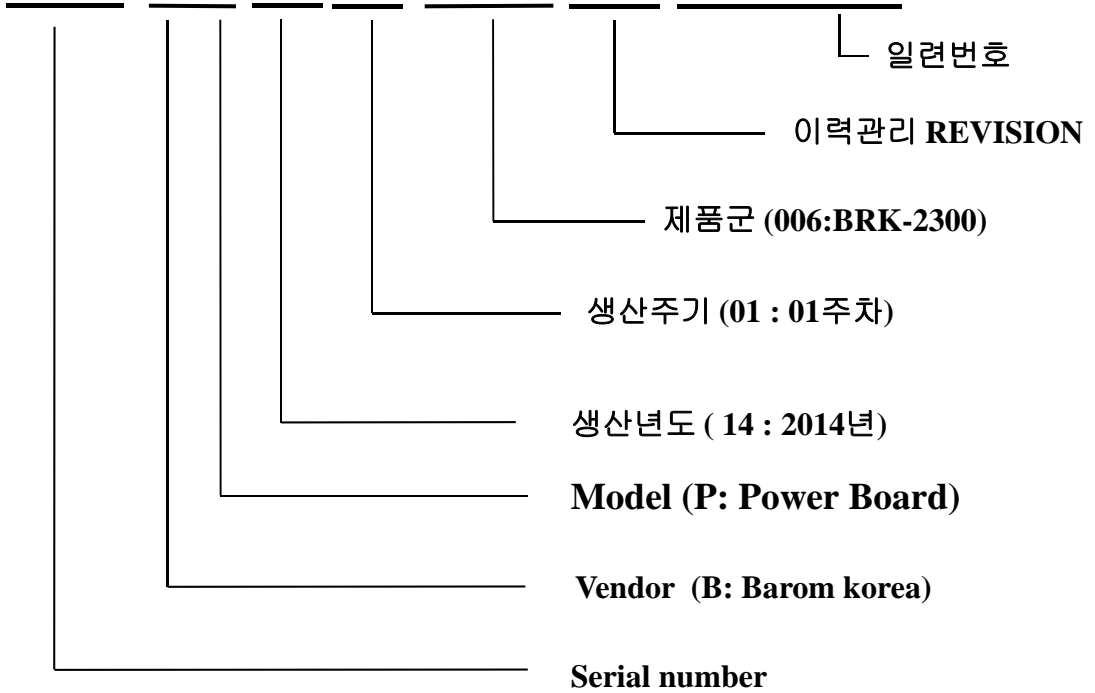 일련번호
이력관리 REVISION
제품군 (006:BRK-2300)
생산주기 (01 : 01주차)
생산년도 ( 14 : 2014년)
Model (P: Power Board)
Vendor (B: Barom korea)
Serial number